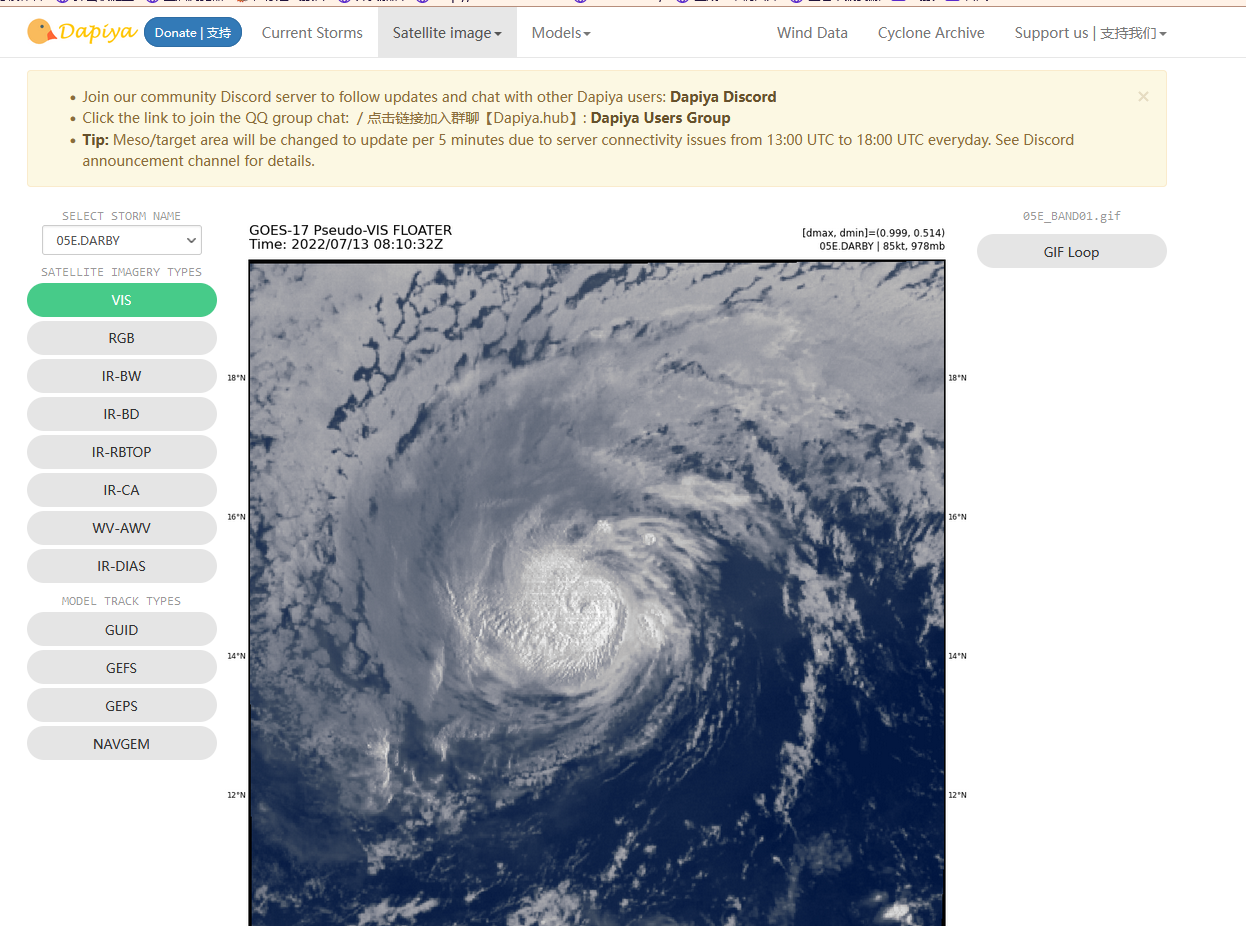 Dapiya
Donate | 支持
Current Storms
Satellite image
Models
Wind Data
Cyclone Archive
Support us | 支持我们
Join our community Discord server to follow updates and chat with other Dapiya users: Dapiya Discord
×
Click the link to join the QQ group chat: / 点击链接加入群聊【Dapiya.hub】: Dapiya Users Group
Tip: Meso/target area will be changed to update per 5 minutes due to server connectivity issues from 13:00 UTC to 18:00 UTC everyday. See Discord
announcement channel for details.
SELECT STORM NAME
05E.DARBY
SATELLITE IMAGERY TYPES
VIS
RGB
IR-BW
IR-BD
IR-RBTOP
IR-CA
WV-AWV
IR-DIAS
MODEL TRACK TYPES
GUID
GEFS
GEPS
NAVGEM
GOES-17 Pseudo-VIS FLOATER
Time: 2022/07/13 08:10:32Z
[dmax, dmin]=(0.999, 0.514)
05E.DARBY | 85kt, 978mb
18°N
18°N
16°N
16°N
14°N
14°N
12°N
12°N
05E_BAND01.gif
GIF Loop